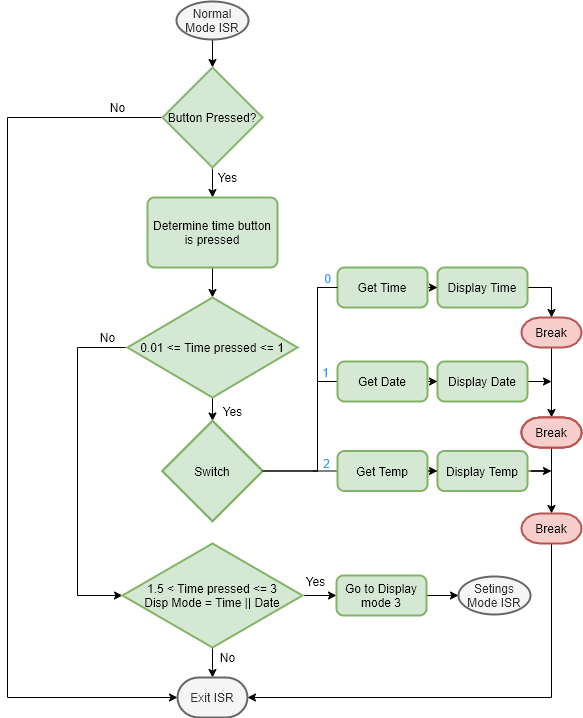 Normal
Mode ISR
No
Button Pressed?
Yes
Determine time button
is pressed
0
Get Time
Display Time
Break
No
0.01 <= Time pressed <= 1
Yes
1
Get Date
Display Date
Break
Switch
2
Get Temp
Display Temp
Break
1.5 < Time pressed <= 3
Disp Mode = Time || Date
Yes
Go to Display
mode 3
Setings
Mode ISR
No
Exit ISR